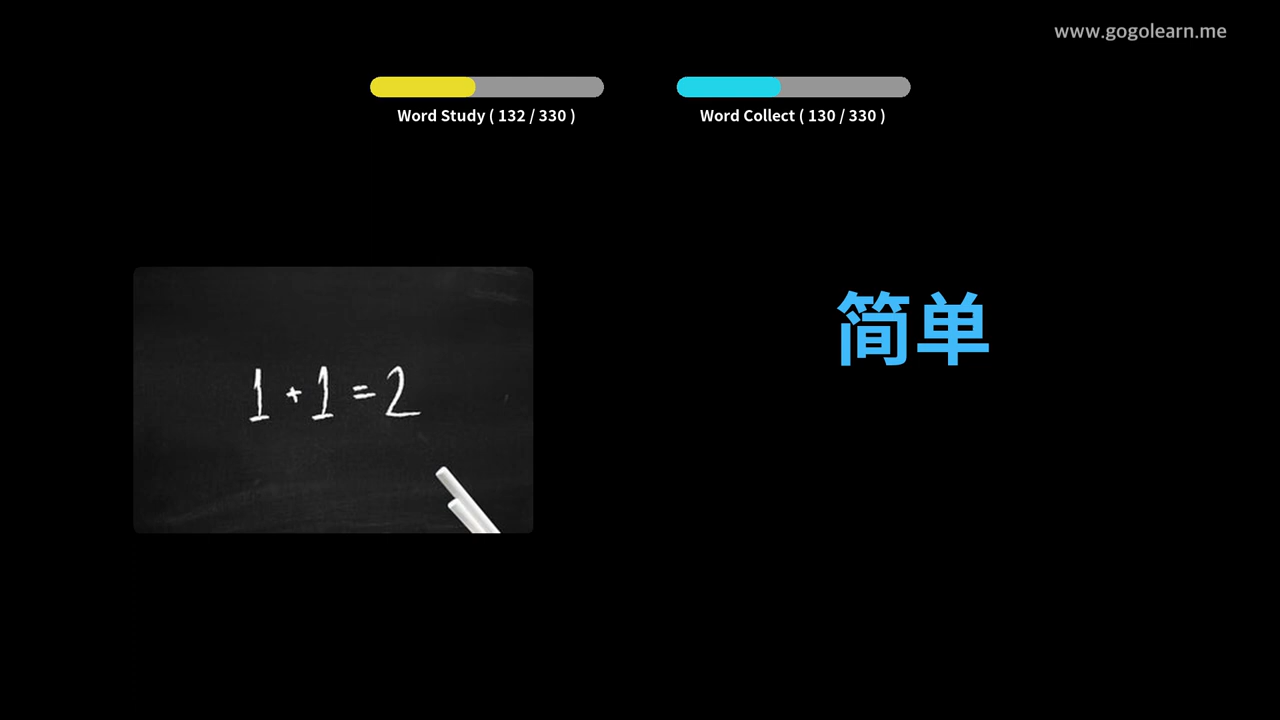 www.gogolearn.me
Word Study ( 132 / 330 )
Word Collect ( 130 / 330 )
简单
1 + 1 = 2